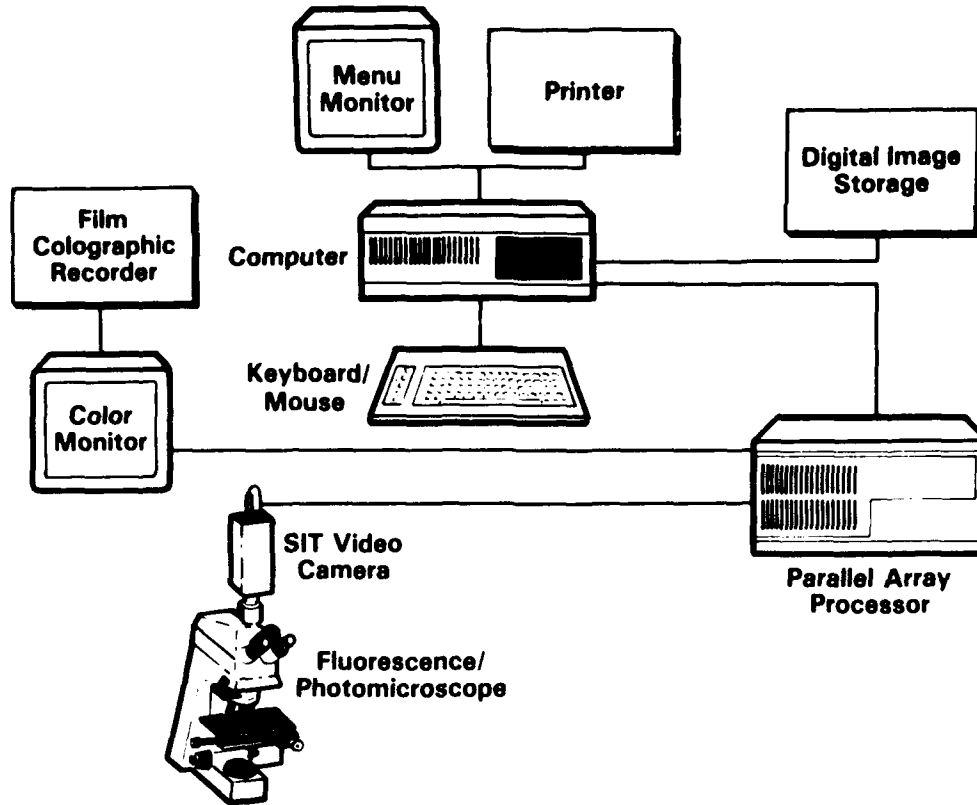 Menu
Monitor
Printer
Digital Image
Storage
Film
Colographic
Recorder
Computer
Keyboard/
Mouse
Color
Monitor
SIT Video
Camera
Parallel Array
Processor
Fluorescence/
Photomicroscope